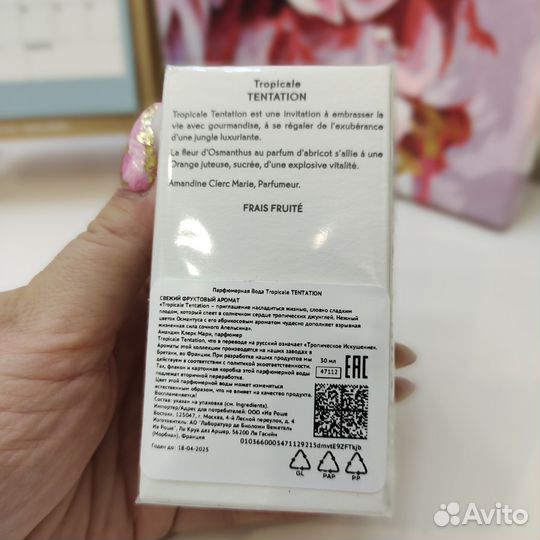 Tropicale
TENTATION
Tropicale Tentation est une invitation à embrasser la
vie avec gourmandise, à se régaler de l'exubérance
d'une jungle luxuriante.
La fleur d'Osmanthus au parfum d'abricot s'allie à une
Orange juteuse, sucrée, d'une explosive vitalité.
Amandine Clerc Marie, Parfumeur.
FRAIS FRUITÉ
Парфюмерная Вода Tropicale TENTATION
СВЕЖИЙ ФРУКТОВЫЙ АРОМАТ
«Tropicale Tentation – приглашение насладиться жизнью, словно сладким
плодом, который спеет в солнечном сердце тропических джунглей. Нежный
цветок Османтуса с его абрикосовым ароматом чудесно дополняет взрывная
жизненная сила сочного Апельсина».
Амандин Клерк Мари, парфюмер
Tropicale Tentation, что в переводе на русский означает «Тропическое Искушение».
Ароматы этой коллекции производятся на наших заводах в
Бретани, во Франции. При разработке наших продуктов мы
действуем в соответствии с политикой экоответственности.
Так, флакон и картонная коробка этой парфюмерной воды
подлежат вторичной переработке.
Цвет этой парфюмерной воды может изменяться
естественным образом, что не влияет на качество продукта.
Воспламеняется!
Состав: указан на упаковке (см. Ingredients).
Импортёр/Адрес для потребителей: ООО «Ив Роше
Восток», 125047, г. Москва, 4-й Лесной переулок, д. 4
Изготовитель: АО «Лаборатуар де Биоложи Вежеталь
Ив Роше», Ля Круа дез Аршер, 56200 Ля Гасийи
(Морбиан), Франция
Годен до: 18-04-2025
30 мл
47112
EAC
0103660005471129215dmvtE9ZFTkjb
GL
PAP
PP
Avito